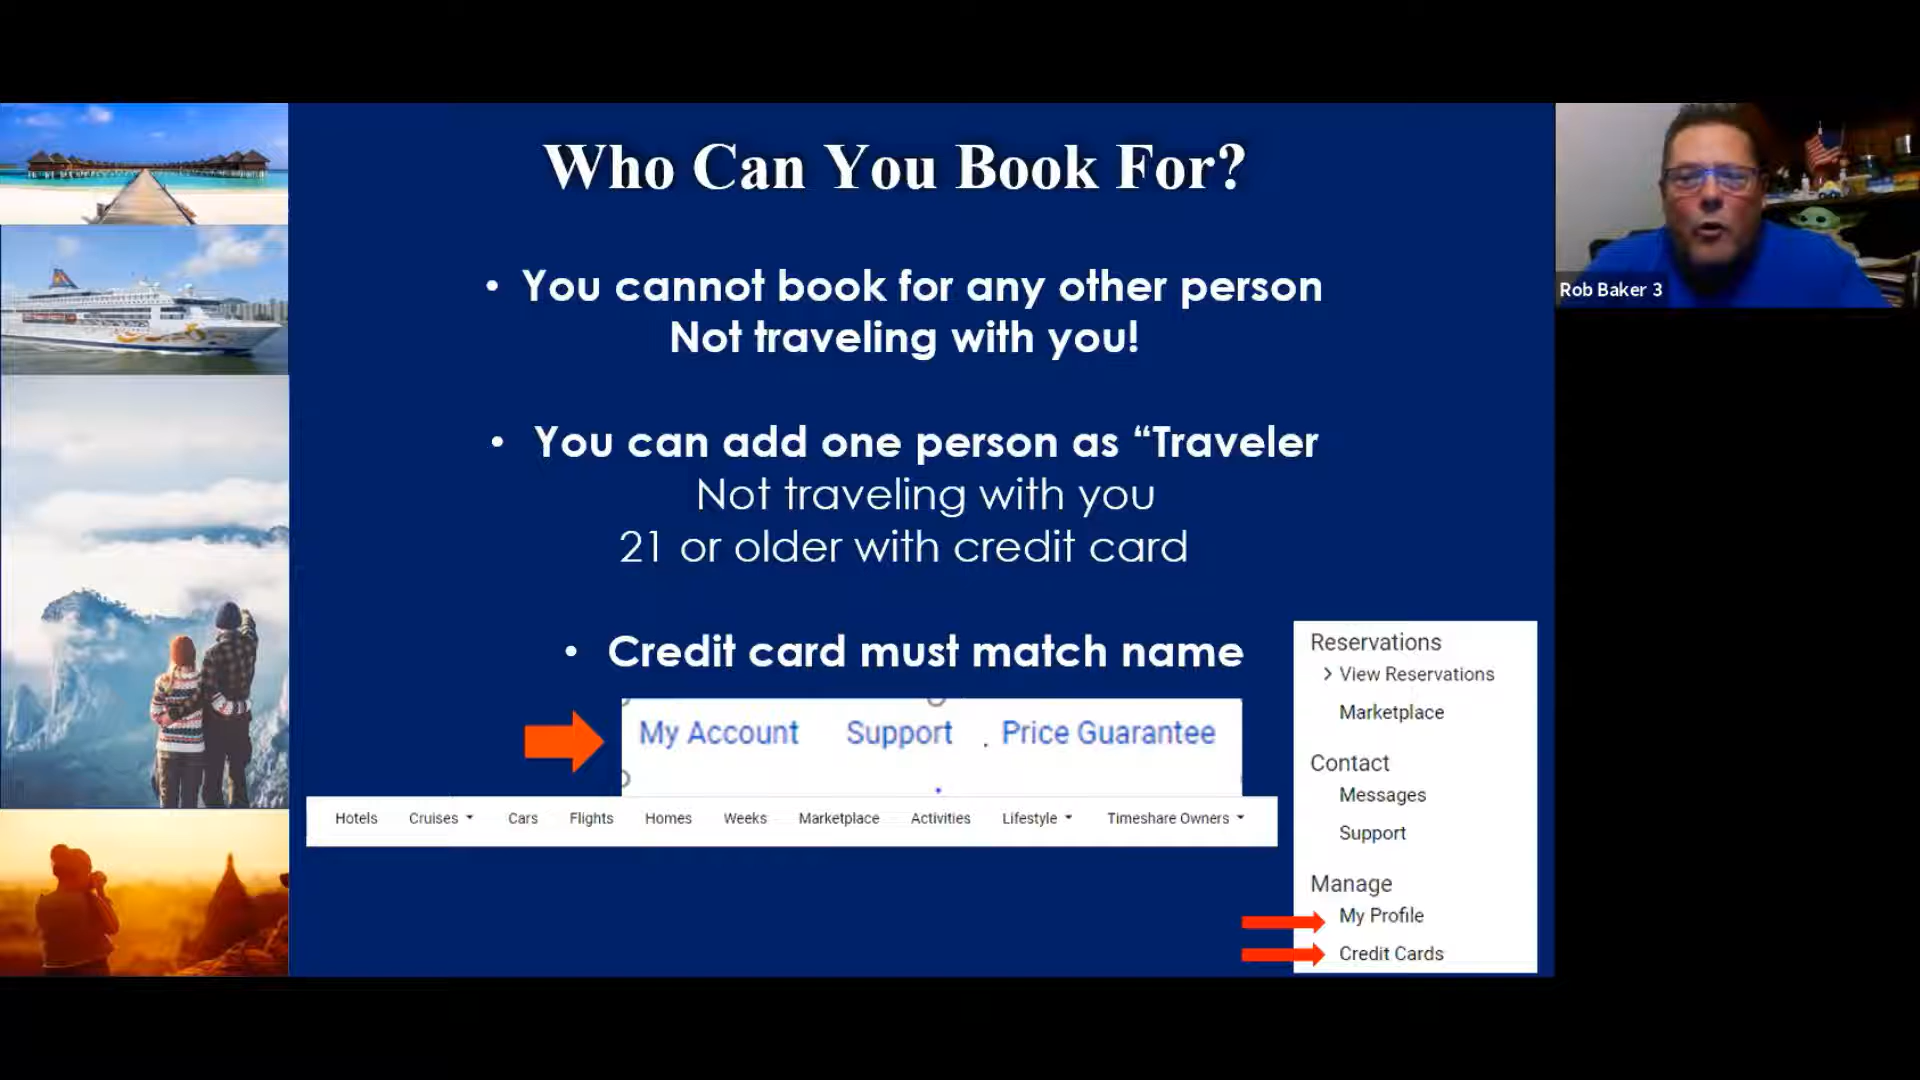 Who Can You Book For?
• You cannot book for any other person
Not traveling with you!
• You can add one person as “Traveler
Not traveling with you
21 or older with credit card
• Credit card must match name
My Account Support . Price Guarantee
Hotels Cruises Cars Flights Homes Weeks Marketplace Activities Lifestyle Timeshare Owners
Reservations
> View Reservations
Marketplace
Contact
Messages
Support
Manage
My Profile
Credit Cards
Rob Baker 3